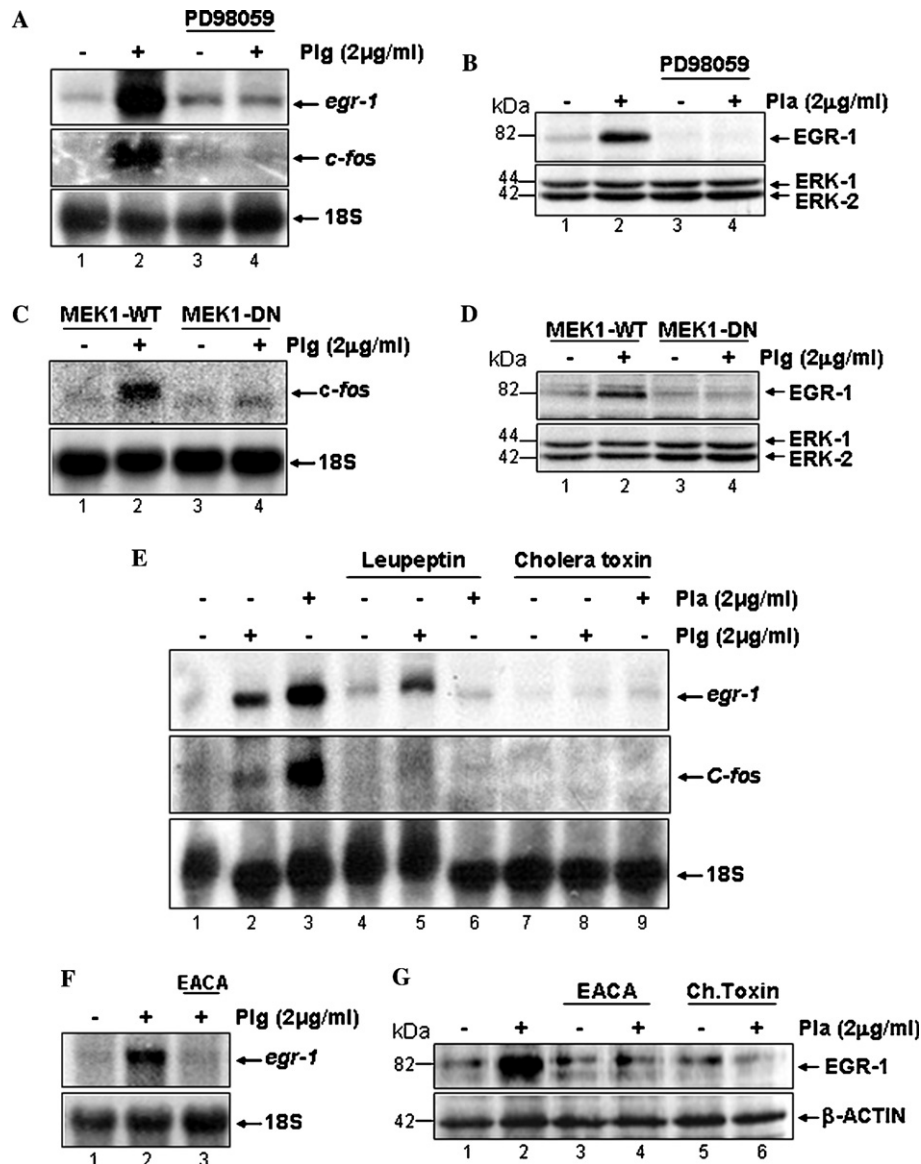 A
PD98059
- + - + Plg (2µg/ml)
egr-1
c-fos
18S
1 2 3 4
B
PD98059
kDa - + - + Pla (2µg/ml)
82 EGR-1
44 ERK-1
42 ERK-2
1 2 3 4
C
MEK1-WT MEK1-DN
- + - + Plg (2µg/ml)
c-fos
18S
1 2 3 4
D
MEK1-WT MEK1-DN
kDa - + - + Plg (2µg/ml)
82 EGR-1
44 ERK-1
42 ERK-2
1 2 3 4
E
Leupeptin Cholera toxin
- - + - - + - - + Pla (2µg/ml)
- + - - + - - + - Plg (2µg/ml)
egr-1
C-fos
18S
1 2 3 4 5 6 7 8 9
F
EACA
- + + Plg (2µg/ml)
egr-1
18S
1 2 3
G
EACA Ch.Toxin
kDa - + - + - + Pla (2µg/ml)
82 EGR-1
42 β-ACTIN
1 2 3 4 5 6